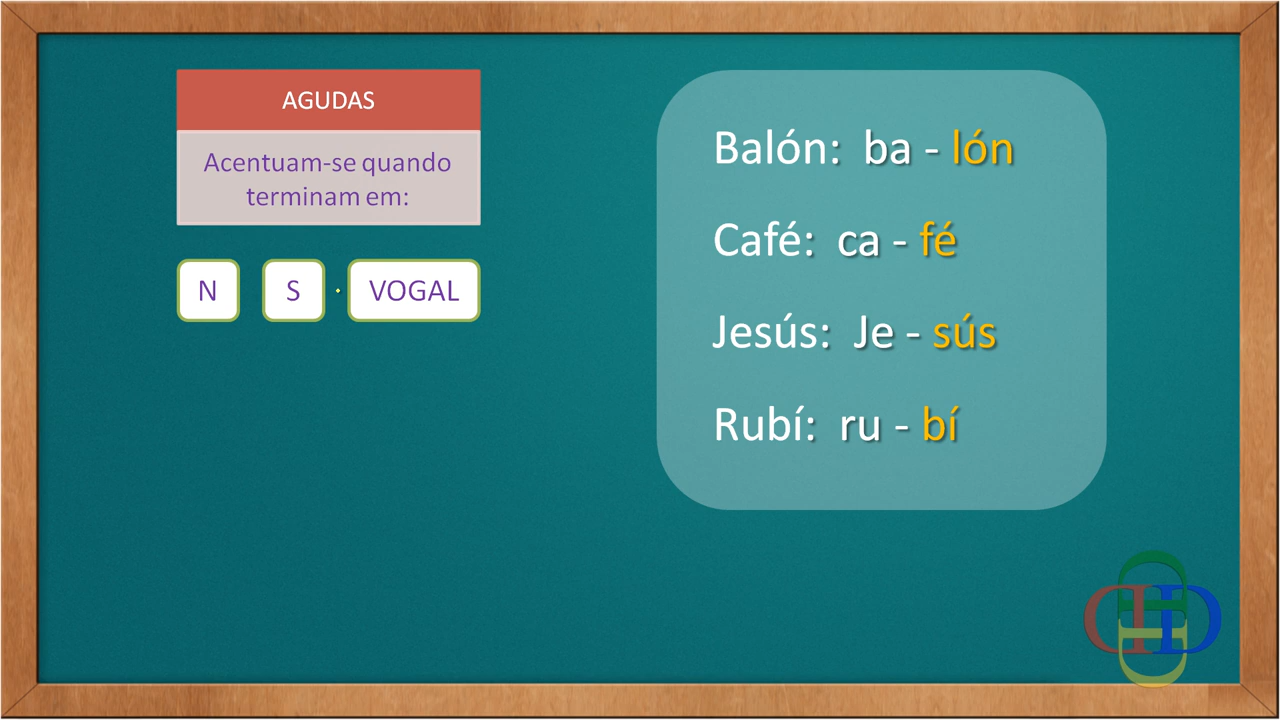 AGUDAS
Acentuam-se quando
terminam em:
N S VOGAL
Balón: ba - lón
Café: ca - fé
Jesús: Je - sús
Rubí: ru - bí